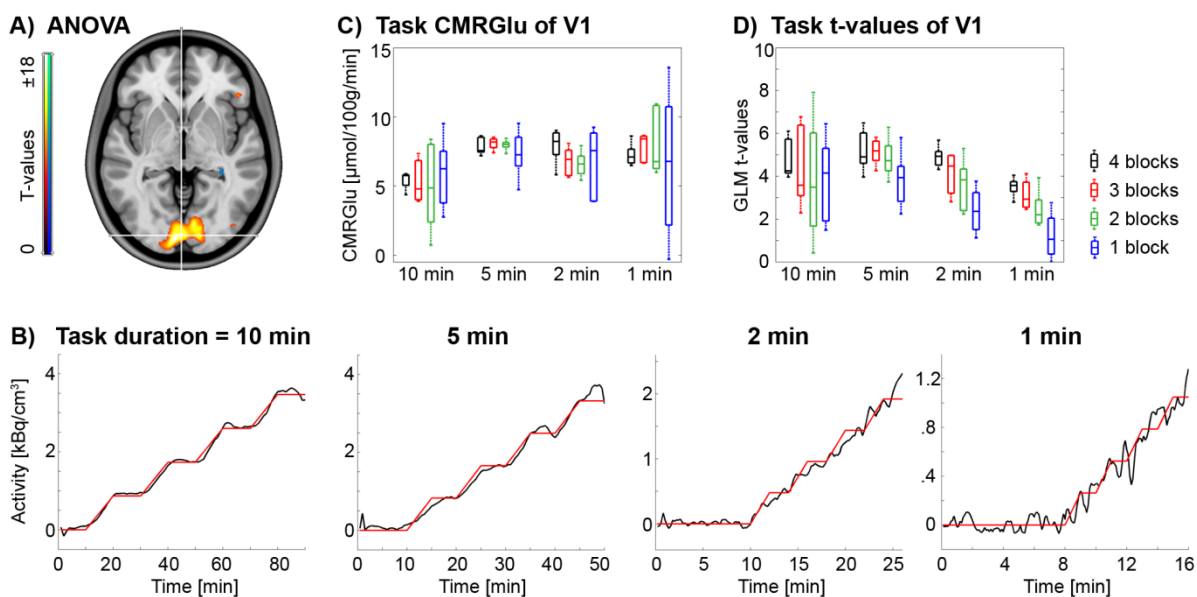 A) ANOVA
±18
T-values
0
C) Task CMRGlu of V1
15
10
5
0
CMRGlu [µmol/100g/min]
10 min 5 min 2 min 1 min
D) Task t-values of V1
10
8
6
4
2
0
GLM t-values
10 min 5 min 2 min 1 min
4 blocks
3 blocks
2 blocks
1 block
B) Task duration = 10 min
4
2
0
Activity [kBq/cm³]
0 20 40 60 80
Time [min]
5 min
4
2
0
0 10 20 30 40 50
Time [min]
2 min
2
1
0
0 5 10 15 20 25
Time [min]
1 min
1.2
.8
.4
0
0 4 8 12 16
Time [min]